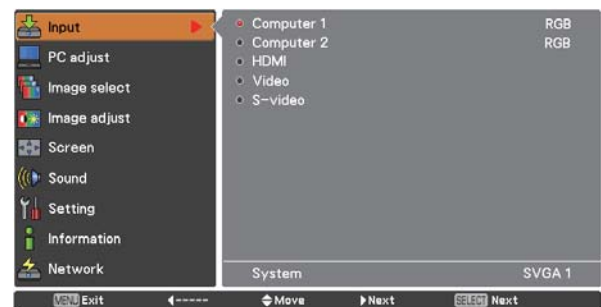 Input
PC adjust
Image select
Image adjust
Screen
Sound
Setting
Information
Network
Computer 1 RGB
Computer 2 RGB
HDMI
Video
S-video
System SVGA 1
MENU Exit ◀----- ◆Move ▶Next SELECT Next